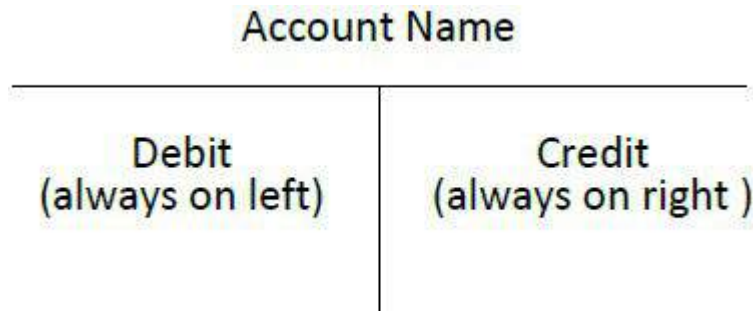 Account Name
Debit
(always on left)
Credit
(always on right )